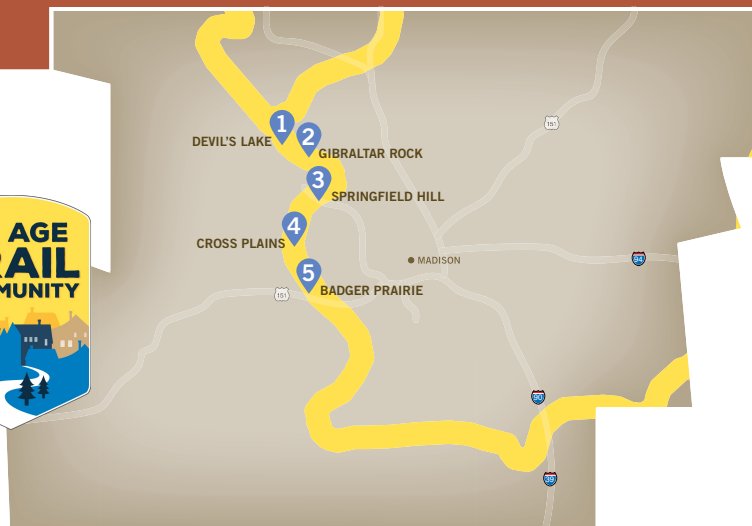 1
2
DEVIL'S LAKE
GIBRALTAR ROCK
3
SPRINGFIELD HILL
4
CROSS PLAINS
5
BADGER PRAIRIE
MADISON
151
94
151
90
39
AGE
RAIL
MUNITY